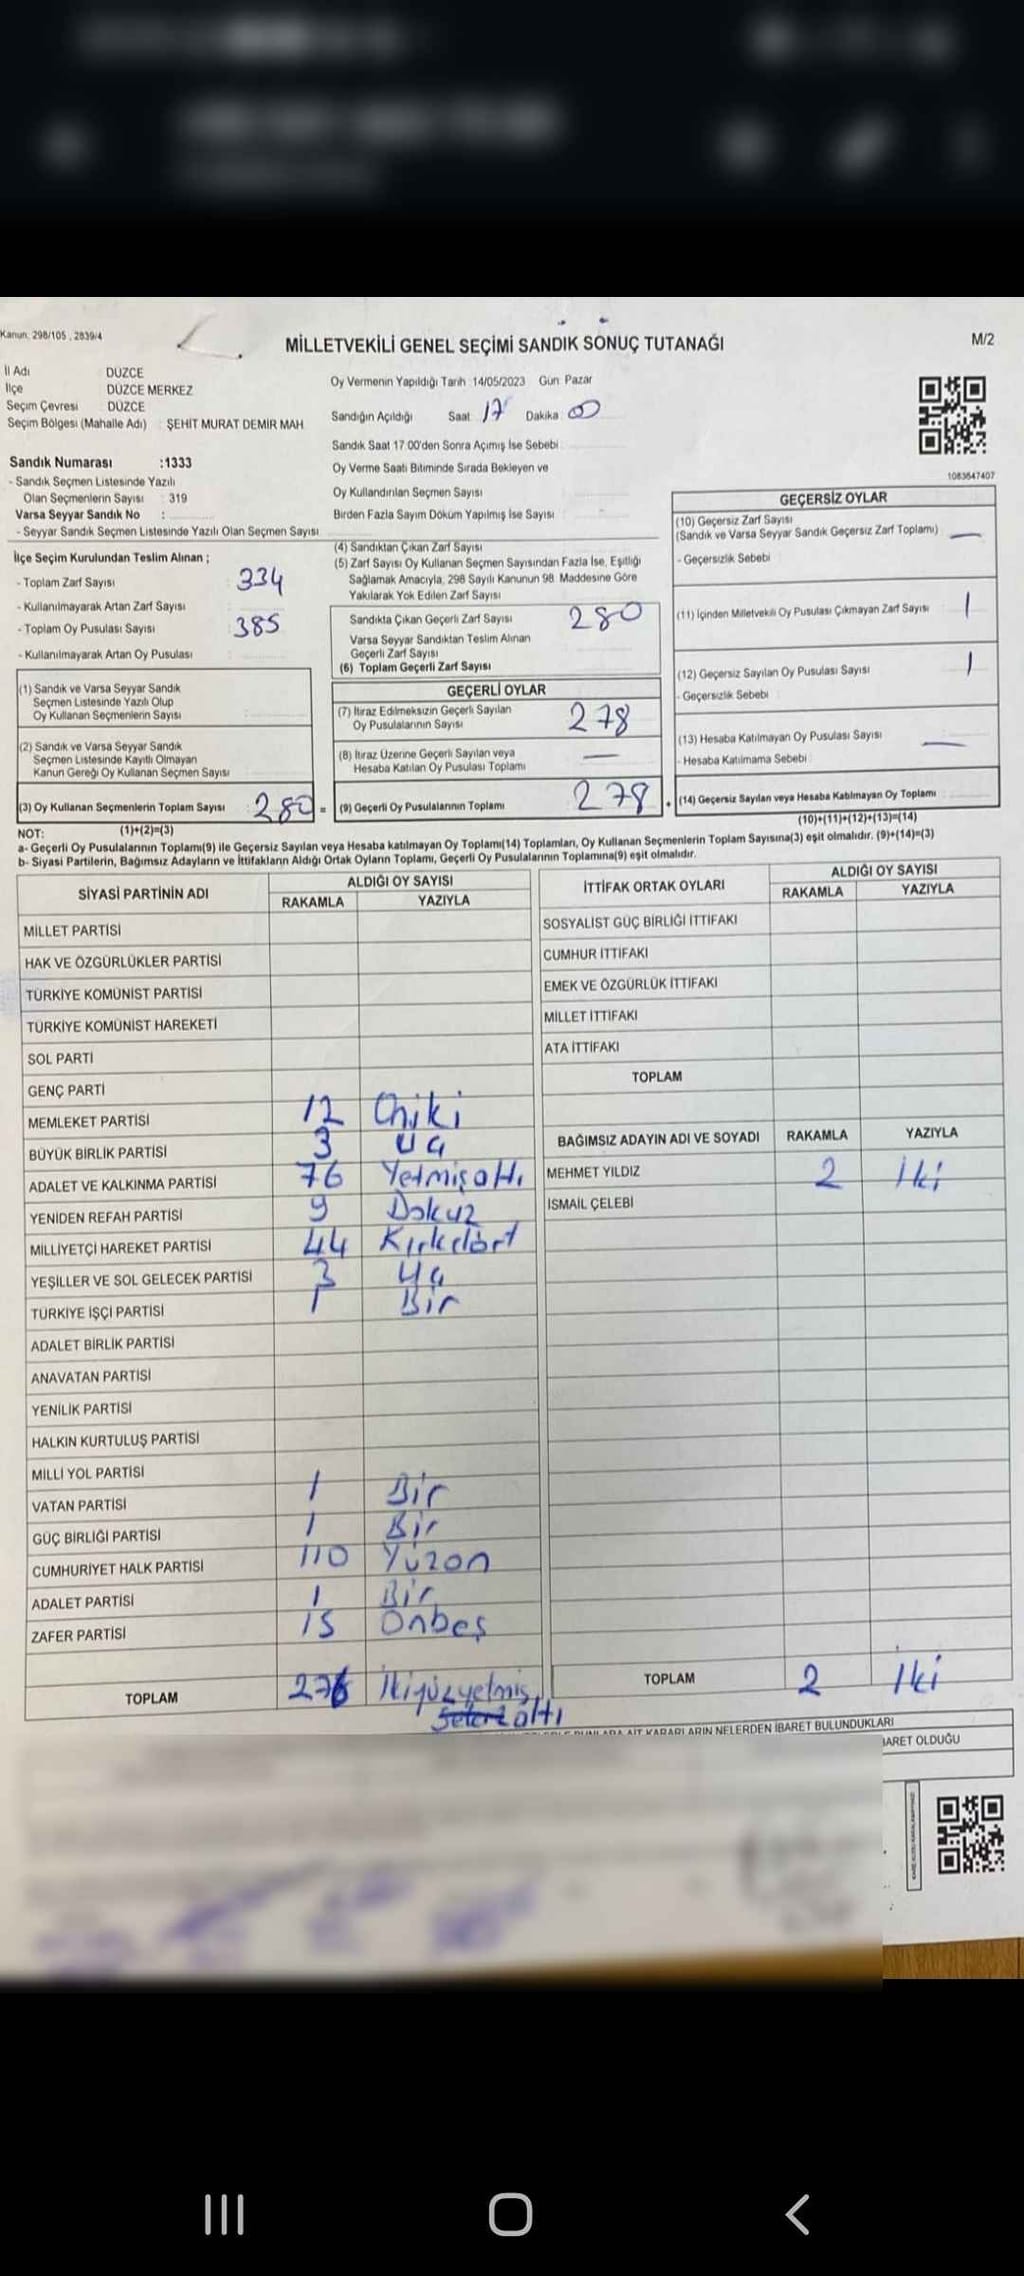 Kanun: 298/105 , 2839/4
MİLLETVEKİLİ GENEL SEÇİMİ SANDIK SONUÇ TUTANAĞI
M/2
İl Adı : DÜZCE
İlçe : DÜZCE MERKEZ
Seçim Çevresi : DÜZCE
Seçim Bölgesi (Mahalle Adı) : ŞEHİT MURAT DEMİR MAH.
Sandık Numarası :1333
- Sandık Seçmen Listesinde Yazılı
Olan Seçmenlerin Sayısı : 319
Varsa Seyyar Sandık No :
- Seyyar Sandık Seçmen Listesinde Yazılı Olan Seçmen Sayısı
Oy Vermenin Yapıldığı Tarih :14/05/2023 Gün: Pazar
Sandığın Açıldığı Saat: 17 Dakika: 00
Sandık Saat 17:00'den Sonra Açılmış İse Sebebi
Oy Verme Saati Bitiminde Sırada Bekleyen ve
Oy Kullandırılan Seçmen Sayısı
Birden Fazla Sayım Döküm Yapılmış İse Sayısı
1083647407
İlçe Seçim Kurulundan Teslim Alınan ;
- Toplam Zarf Sayısı 334
- Kullanılmayarak Artan Zarf Sayısı
- Toplam Oy Pusulası Sayısı 385
- Kullanılmayarak Artan Oy Pusulası
(1) Sandık ve Varsa Seyyar Sandık
Seçmen Listesinde Yazılı Olup
Oy Kullanan Seçmenlerin Sayısı
(2) Sandık ve Varsa Seyyar Sandık
Seçmen Listesinde Kayıtlı Olmayan
Kanun Gereği Oy Kullanan Seçmen Sayısı
(3) Oy Kullanan Seçmenlerin Toplam Sayısı 280 =
(1)+(2)=(3)
(4) Sandıktan Çıkan Zarf Sayısı
(5) Zarf Sayısı Oy Kullanan Seçmen Sayısından Fazla İse, Eşitliği
Sağlamak Amacıyla, 298 Sayılı Kanunun 98. Maddesine Göre
Yakılarak Yok Edilen Zarf Sayısı
Sandıkta Çıkan Geçerli Zarf Sayısı 280
Varsa Seyyar Sandıktan Teslim Alınan
Geçerli Zarf Sayısı
(6) Toplam Geçerli Zarf Sayısı
GEÇERLİ OYLAR
(7) İtiraz Edilmeksizin Geçerli Sayılan
Oy Pusulalarının Sayısı 278
(8) İtiraz Üzerine Geçerli Sayılan veya
Hesaba Katılan Oy Pusulası Toplamı —
(9) Geçerli Oy Pusulalarının Toplamı 278 +
GEÇERSİZ OYLAR
(10) Geçersiz Zarf Sayısı
(Sandık ve Varsa Seyyar Sandık Geçersiz Zarf Toplamı) —
- Geçersizlik Sebebi
(11) İçinden Milletvekili Oy Pusulası Çıkmayan Zarf Sayısı 1
(12) Geçersiz Sayılan Oy Pusulası Sayısı 1
- Geçersizlik Sebebi
(13) Hesaba Katılmayan Oy Pusulası Sayısı —
- Hesaba Katılmama Sebebi
(14) Geçersiz Sayılan veya Hesaba Katılmayan Oy Toplamı
(10)+(11)+(12)+(13)=(14)
NOT:
a- Geçerli Oy Pusulalarının Toplamı(9) ile Geçersiz Sayılan veya Hesaba katılmayan Oy Toplamı(14) Toplamları, Oy Kullanan Seçmenlerin Toplam Sayısına(3) eşit olmalıdır. (9)+(14)=(3)
b- Siyasi Partilerin, Bağımsız Adayların ve İttifakların Aldığı Ortak Oyların Toplamı, Geçerli Oy Pusulalarının Toplamına(9) eşit olmalıdır.
SİYASİ PARTİNİN ADI
ALDIĞI OY SAYISI
RAKAMLA YAZIYLA
MİLLET PARTİSİ
HAK VE ÖZGÜRLÜKLER PARTİSİ
TÜRKİYE KOMÜNİST PARTİSİ
TÜRKİYE KOMÜNİST HAREKETİ
SOL PARTİ
GENÇ PARTİ
MEMLEKET PARTİSİ 12 Oniki
BÜYÜK BİRLİK PARTİSİ 3 Üç
ADALET VE KALKINMA PARTİSİ 76 Yetmişaltı
YENİDEN REFAH PARTİSİ 9 Dokuz
MİLLİYETÇİ HAREKET PARTİSİ 44 Kırkdört
YEŞİLLER VE SOL GELECEK PARTİSİ 3 Üç
TÜRKİYE İŞÇİ PARTİSİ 1 Bir
ADALET BİRLİK PARTİSİ
ANAVATAN PARTİSİ
YENİLİK PARTİSİ
HALKIN KURTULUŞ PARTİSİ
MİLLİ YOL PARTİSİ
VATAN PARTİSİ 1 Bir
GÜÇ BİRLİĞİ PARTİSİ 1 Bir
CUMHURİYET HALK PARTİSİ 110 Yüzon
ADALET PARTİSİ 1 Bir
ZAFER PARTİSİ 15 Onbeş
TOPLAM 276 İkiyüzyetmiş
altı
İTTİFAK ORTAK OYLARI
ALDIĞI OY SAYISI
RAKAMLA YAZIYLA
SOSYALİST GÜÇ BİRLİĞİ İTTİFAKI
CUMHUR İTTİFAKI
EMEK VE ÖZGÜRLÜK İTTİFAKI
MİLLET İTTİFAKI
ATA İTTİFAKI
TOPLAM
BAĞIMSIZ ADAYIN ADI VE SOYADI RAKAMLA YAZIYLA
MEHMET YILDIZ 2 İki
İSMAİL ÇELEBİ
TOPLAM 2 İki
AİT KARARLARIN NELERDEN İBARET BULUNDUKLARI
BARET OLDUĞU